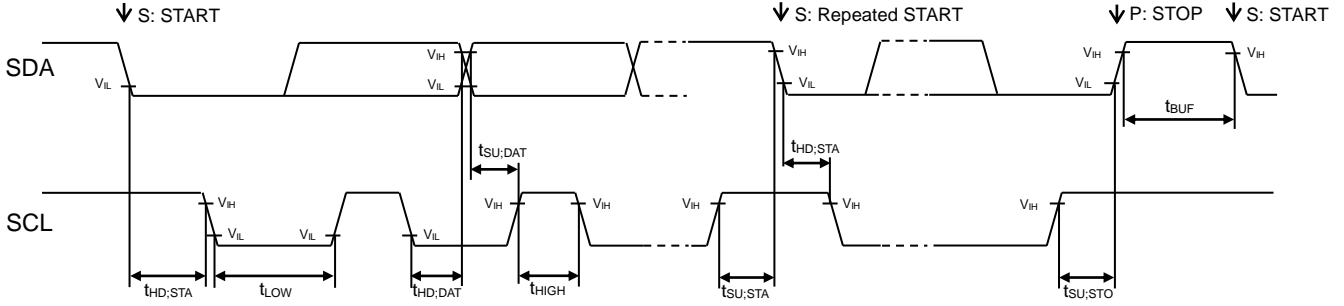 S: START
S: Repeated START
P: STOP
S: START
SDA
VIL
VIH
VIL
VIH
VIL
VIH
VIL
VIH
tBUF
tSU;DAT
tHD;STA
SCL
VIH
VIL
VIL
VIL
VIH
VIH
VIH
VIH
VIH
tHD;STA
tLOW
tHD;DAT
tHIGH
tSU;STA
tSU;STO